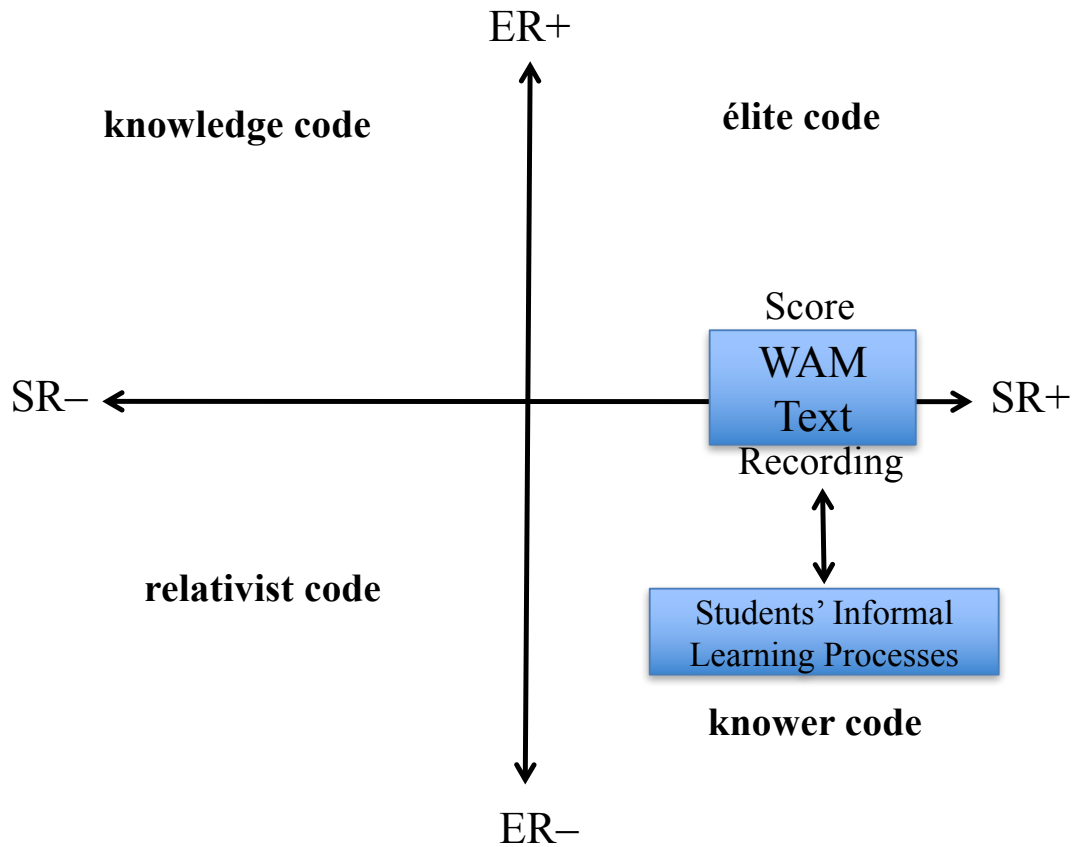 ER+
knowledge code
élite code
Score
WAM
Text
SR–
SR+
Recording
relativist code
Students’ Informal
Learning Processes
knower code
ER–